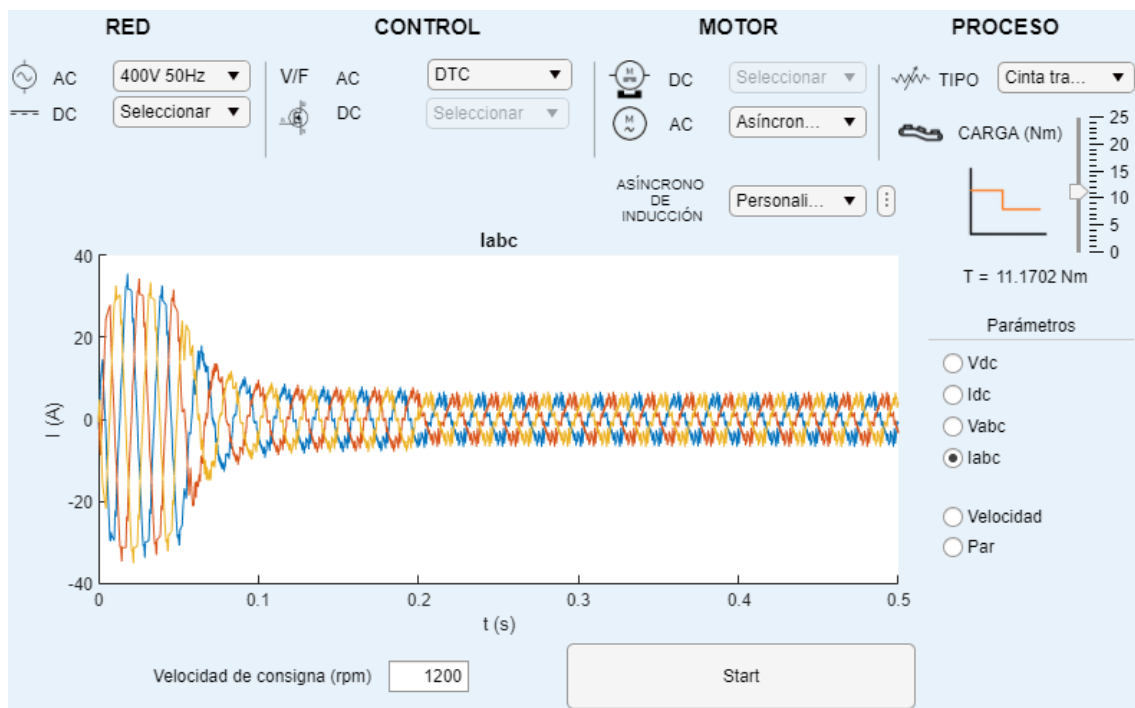 RED CONTROL MOTOR PROCESO
AC 400V 50Hz V/F AC DTC DC Seleccionar TIPO Cinta tra...
DC Seleccionar DC Seleccionar AC Asíncron... CARGA (Nm)
25
20
15
10
5
0
ASÍNCRONO
DE
INDUCCIÓN
Personali...
T = 11.1702 Nm
Iabc
40
20
0
-20
-40
I (A)
0 0.1 0.2 0.3 0.4 0.5
t (s)
Parámetros
Vdc
Idc
Vabc
Iabc
Velocidad
Par
Velocidad de consigna (rpm) 1200 Start